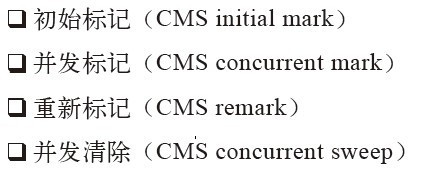 ❑ 初始标记（CMS initial mark）
❑ 并发标记（CMS concurrent mark）
❑ 重新标记（CMS remark）
❑ 并发清除（CMS concurrent sweep）